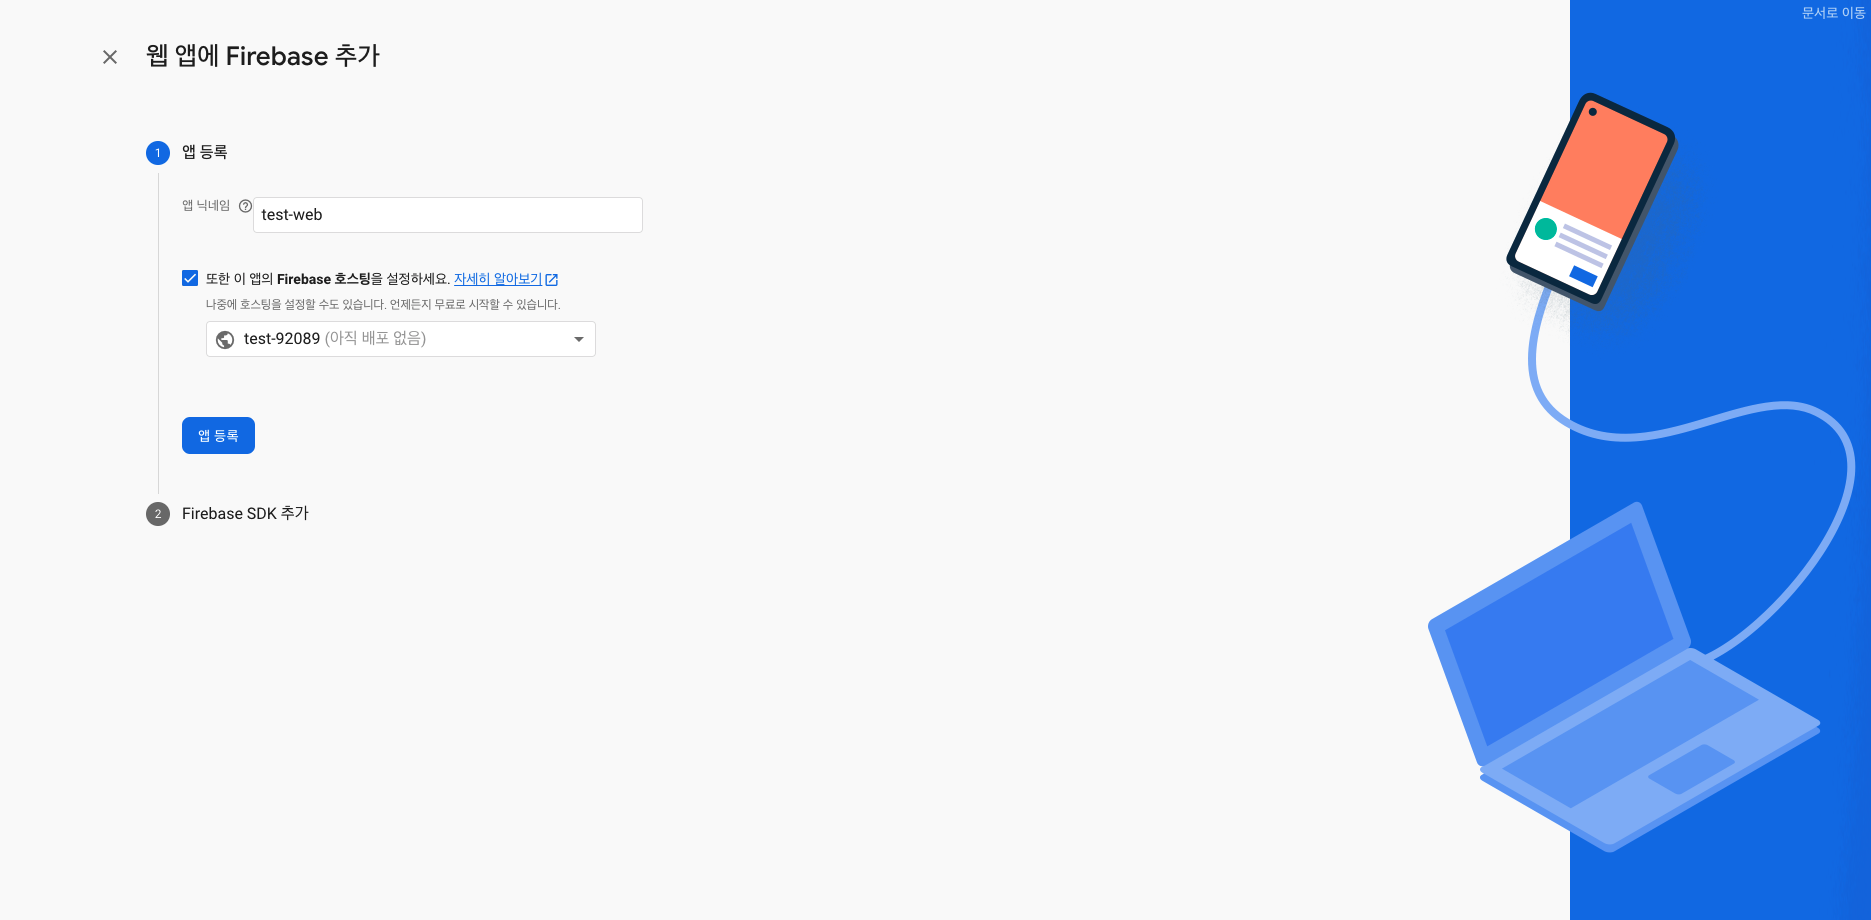 문서로 이동
웹 앱에 Firebase 추가
1 앱 등록
앱 닉네임
test-web
또한 이 앱의 Firebase 호스팅을 설정하세요. 자세히 알아보기
나중에 호스팅을 설정할 수도 있습니다. 언제든지 무료로 시작할 수 있습니다.
test-92089 (아직 배포 없음)
앱 등록
2 Firebase SDK 추가